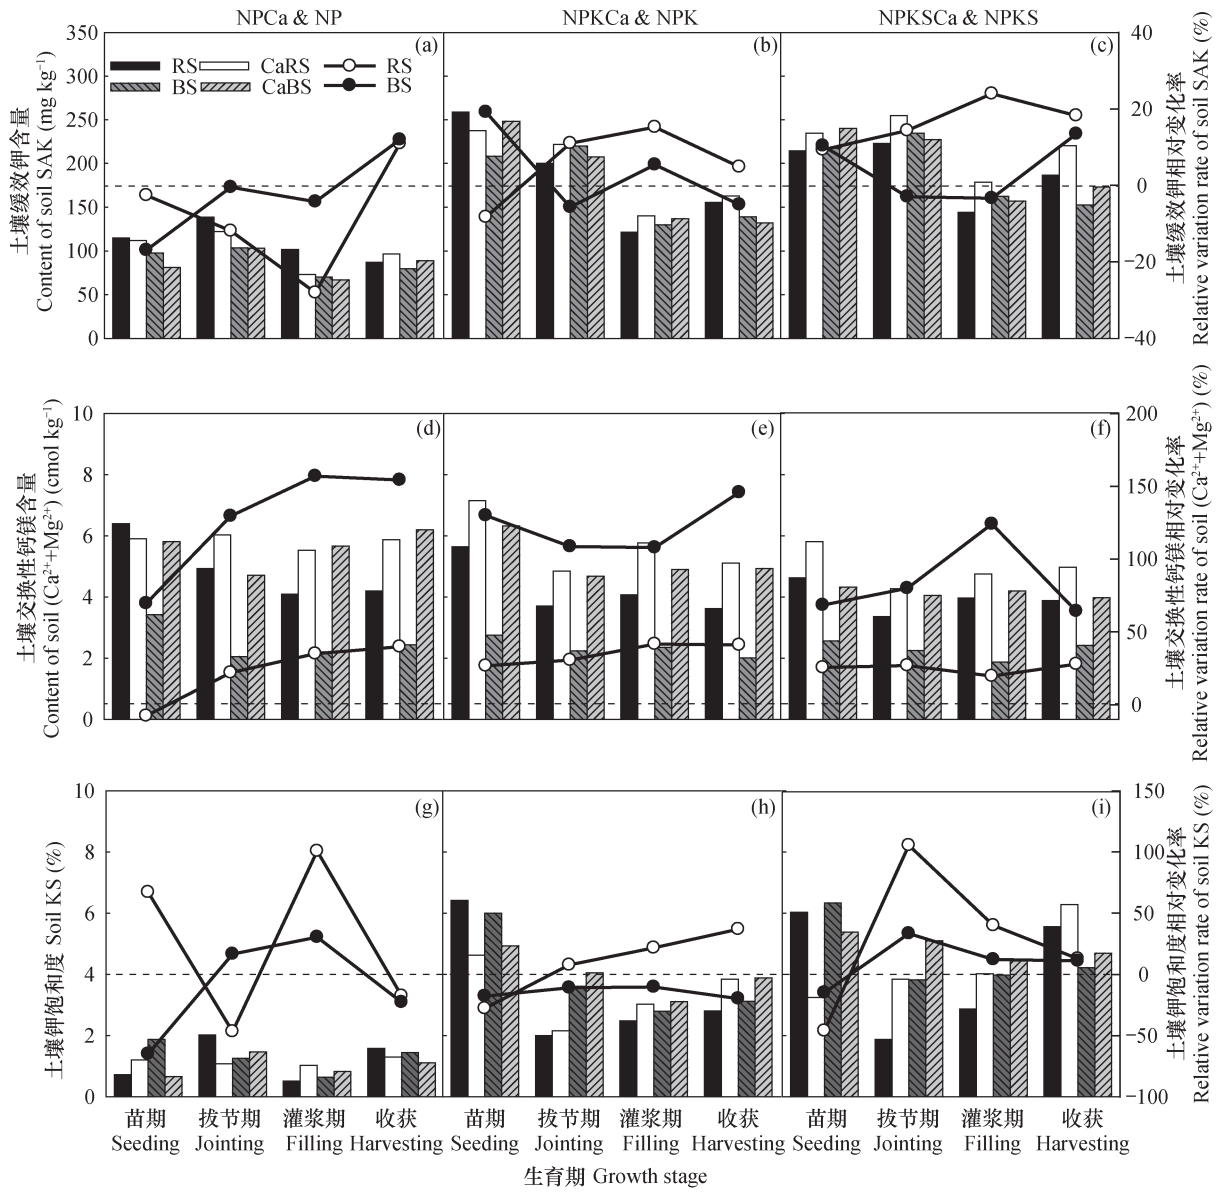 NPCa & NP
NPKCa & NPK
NPKSCa & NPKS
土壤缓效钾含量
Content of soil SAK (mg kg⁻¹)
350
300
250
200
150
100
50
0
(a)
RS
CaRS
RS
BS
CaBS
BS
(b)
(c)
40
20
0
−20
−40
土壤缓效钾相对变化率
Relative variation rate of soil SAK (%)
土壤交换性钙镁含量
Content of soil (Ca²⁺+Mg²⁺) (cmol kg⁻¹)
10
8
6
4
2
0
(d)
(e)
(f)
200
150
100
50
0
土壤交换性钙镁相对变化率
Relative variation rate of soil (Ca²⁺+Mg²⁺) (%)
土壤钾饱和度 Soil KS (%)
10
8
6
4
2
0
(g)
(h)
(i)
150
100
50
0
−50
−100
土壤钾饱和度相对变化率
Relative variation rate of soil KS (%)
苗期 拔节期 灌浆期 收获 苗期 拔节期 灌浆期 收获 苗期 拔节期 灌浆期 收获
Seeding Jointing Filling Harvesting Seeding Jointing Filling Harvesting Seeding Jointing Filling Harvesting
生育期 Growth stage